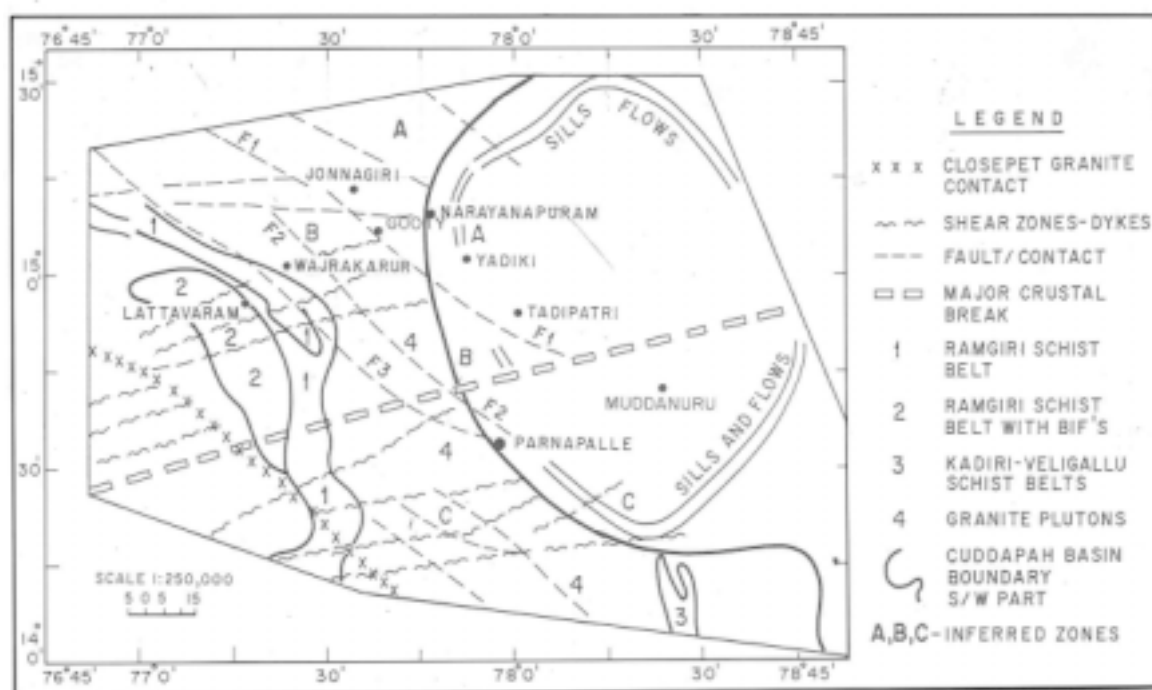 76°45' 77°0' 30' 78°0' 30' 78°45'
15°
30'
15°
0'
30'
14°
0'
76°45' 77°0' 30' 78°0' 30' 78°45'
A
F1
SILLS FLOWS
JONNAGIRI
NARAYANAPURAM
GOOTY
1
F2
B
A
WAJRAKARUR
YADIKI
2
LATTAVARAM
TADIPATRI
1
F1
2
4
B
2
1
F3
MUDDANURU
F2
PARNAPALLE
4
SILLS AND FLOWS
1
C
C
4
3
SCALE 1:250,000
5 0 5 15
LEGEND
x x x CLOSEPET GRANITE
CONTACT
SHEAR ZONES-DYKES
FAULT/CONTACT
MAJOR CRUSTAL
BREAK
1 RAMGIRI SCHIST
BELT
2 RAMGIRI SCHIST
BELT WITH BIF'S
3 KADIRI-VELIGALLU
SCHIST BELTS
4 GRANITE PLUTONS
CUDDAPAH BASIN
BOUNDARY
S/W PART
A,B,C-INFERRED ZONES